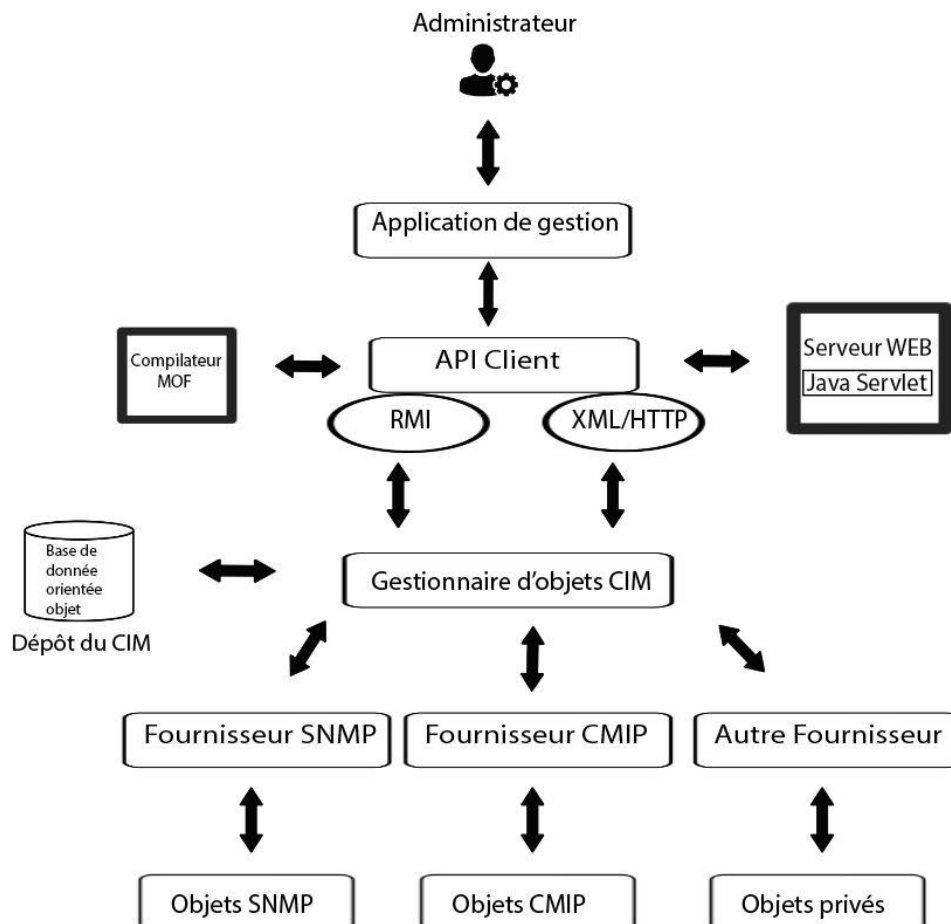 Administrateur
Application de gestion
Compilateur
MOF
API Client
Serveur WEB
Java Servlet
RMI
XML/HTTP
Base de
donnée
orientée
objet
Dépôt du CIM
Gestionnaire d'objets CIM
Fournisseur SNMP
Fournisseur CMIP
Autre Fournisseur
Objets SNMP
Objets CMIP
Objets privés